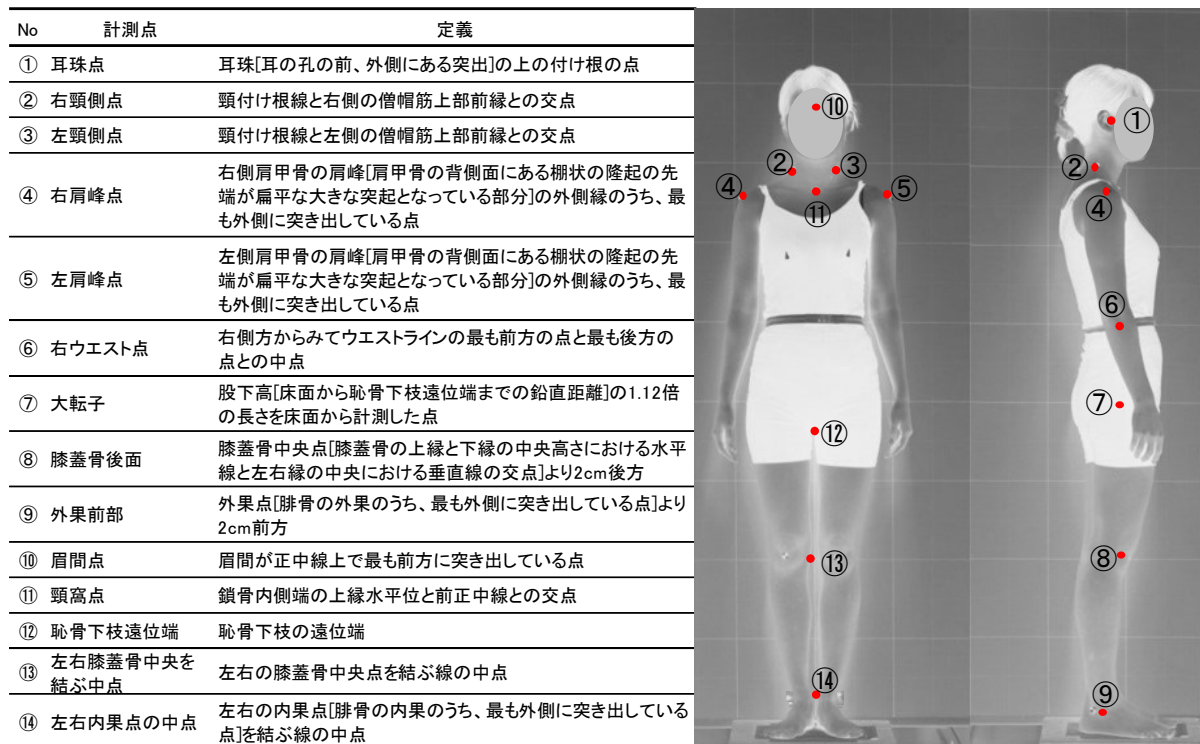 No 計測点 定義
① 耳珠点 耳珠[耳の孔の前、外側にある突出]の上の付け根の点
② 右頸側点 頸付け根線と右側の僧帽筋上部前縁との交点
③ 左頸側点 頸付け根線と左側の僧帽筋上部前縁との交点
④ 右肩峰点 右側肩甲骨の肩峰[肩甲骨の背側面にある棚状の隆起の先
端が扁平な大きな突起となっている部分]の外側縁のうち、最
も外側に突き出している点
⑤ 左肩峰点 左側肩甲骨の肩峰[肩甲骨の背側面にある棚状の隆起の先
端が扁平な大きな突起となっている部分]の外側縁のうち、最
も外側に突き出している点
⑥ 右ウエスト点 右側方からみてウエストラインの最も前方の点と最も後方の
点との中点
⑦ 大転子 股下高[床面から恥骨下枝遠位端までの鉛直距離]の1.12倍
の長さを床面から計測した点
⑧ 膝蓋骨後面 膝蓋骨中央点[膝蓋骨の上縁と下縁の中央高さにおける水平
線と左右縁の中央における垂直線の交点]より2cm後方
⑨ 外果前部 外果点[腓骨の外果のうち、最も外側に突き出している点]より
2cm前方
⑩ 眉間点 眉間が正中線上で最も前方に突き出している点
⑪ 頸窩点 鎖骨内側端の上縁水平位と前正中線との交点
⑫ 恥骨下枝遠位端 恥骨下枝の遠位端
⑬ 左右膝蓋骨中央を
結ぶ中点 左右の膝蓋骨中央点を結ぶ線の中点
⑭ 左右内果点の中点 左右の内果点[腓骨の内果のうち、最も外側に突き出している
点]を結ぶ線の中点
⑩
② ③
④ ⑤
⑪
⑫
⑬
⑭
①
②
④
⑥
⑦
⑧
⑨